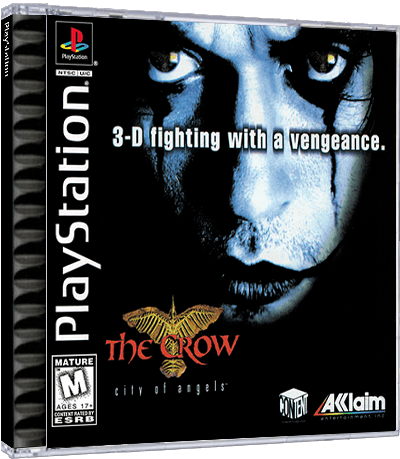 PlayStation
PlayStation
NTSC U/C
PlayStation
3-D fighting with a vengeance.
THE CROW
city of angels
MATURE
M
AGES 17+
CONTENT RATED BY
ESRB
CONTENT
AKKlaim
entertainment inc